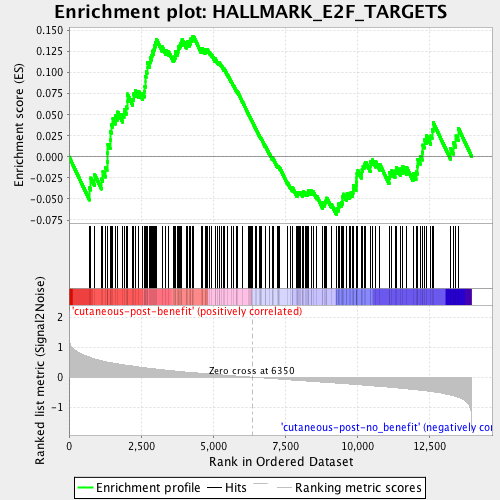 Enrichment plot: HALLMARK_E2F_TARGETS
Enrichment score (ES)
0.150
0.125
0.100
0.075
0.050
0.025
0.000
-0.025
-0.050
-0.075
'cutaneous-post-benefit' (positively correlated)
Ranked list metric (Signal2Noise)
2
1
0
-1
Zero cross at 6350
'cutaneous-post-no_benefit' (negatively cor
0
2,500
5,000
7,500
10,000
12,500
Rank in Ordered Dataset
Enrichment profile
Hits
Ranking metric scores